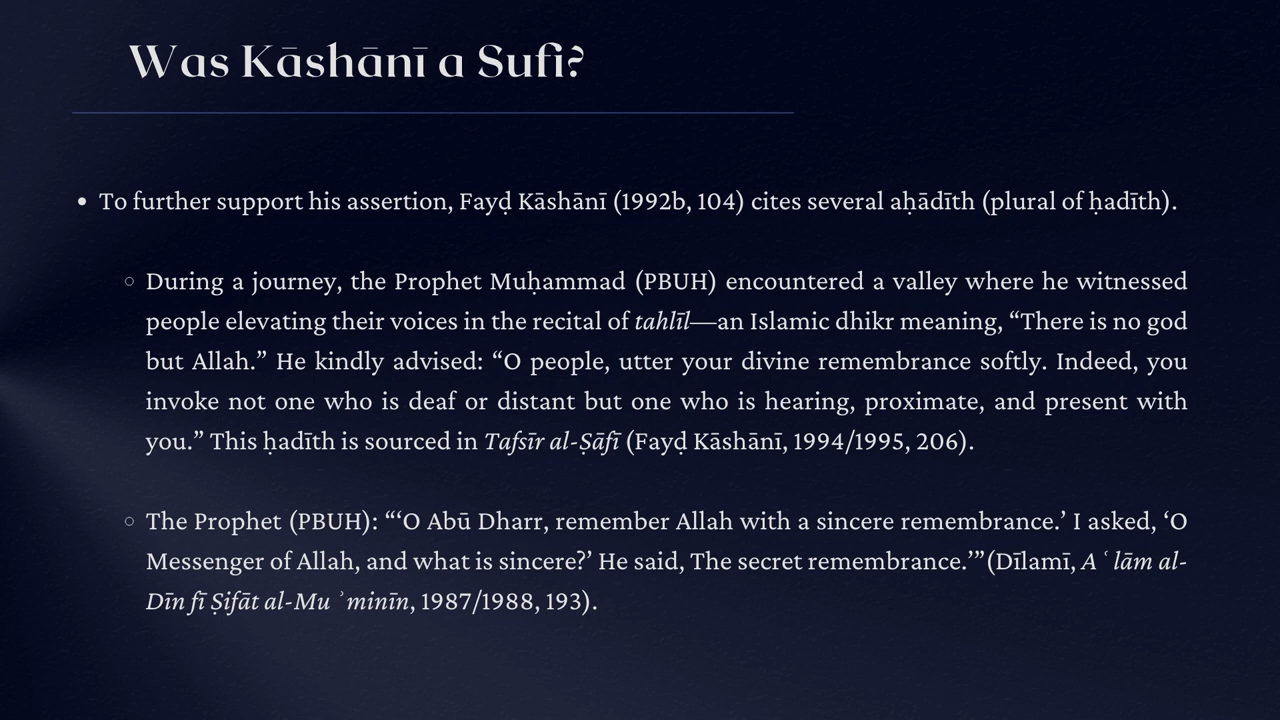 Was Kāshānī a Sufi?
• To further support his assertion, Fayḍ Kāshānī (1992b, 104) cites several aḥādīth (plural of ḥadīth).
○ During a journey, the Prophet Muḥammad (PBUH) encountered a valley where he witnessed
people elevating their voices in the recital of tahlīl—an Islamic dhikr meaning, “There is no god
but Allah.” He kindly advised: “O people, utter your divine remembrance softly. Indeed, you
invoke not one who is deaf or distant but one who is hearing, proximate, and present with
you.” This ḥadīth is sourced in Tafsīr al-Ṣāfī (Fayḍ Kāshānī, 1994/1995, 206).
○ The Prophet (PBUH): “‘O Abū Dharr, remember Allah with a sincere remembrance.’ I asked, ‘O
Messenger of Allah, and what is sincere?’ He said, The secret remembrance.’”(Dīlamī, A ʿ lām al-
Dīn fī Ṣifāt al-Mu ʾ minīn, 1987/1988, 193).